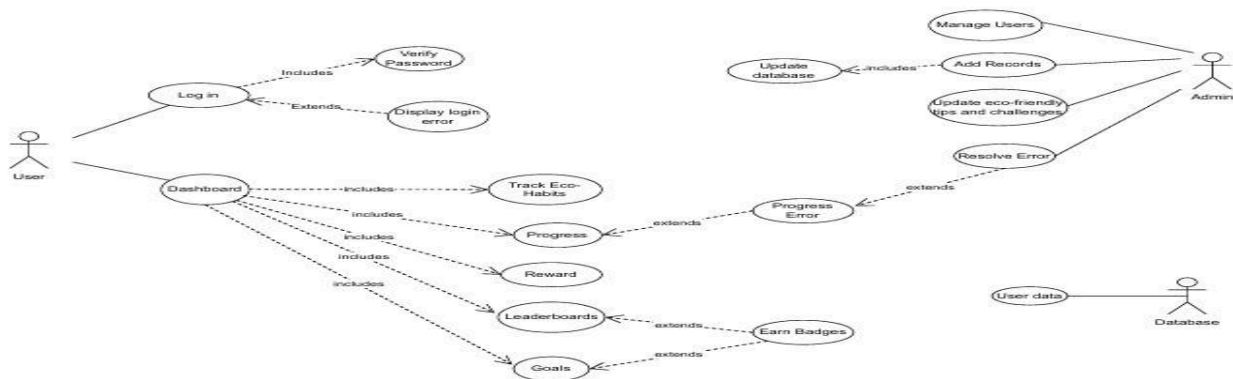 Manage Users
Verify
Password
Includes
Update
database
includes
Add Records
Admin
Log in
Extends
Display login
error
Update eco-friendly
tips and challenges
User
Resolve Error
Dashboard
includes
Track Eco-
Habits
extends
includes
Progress
extends
Progress
Error
includes
Reward
includes
includes
User data
Database
Leaderboards
extends
Earn Badges
extends
Goals